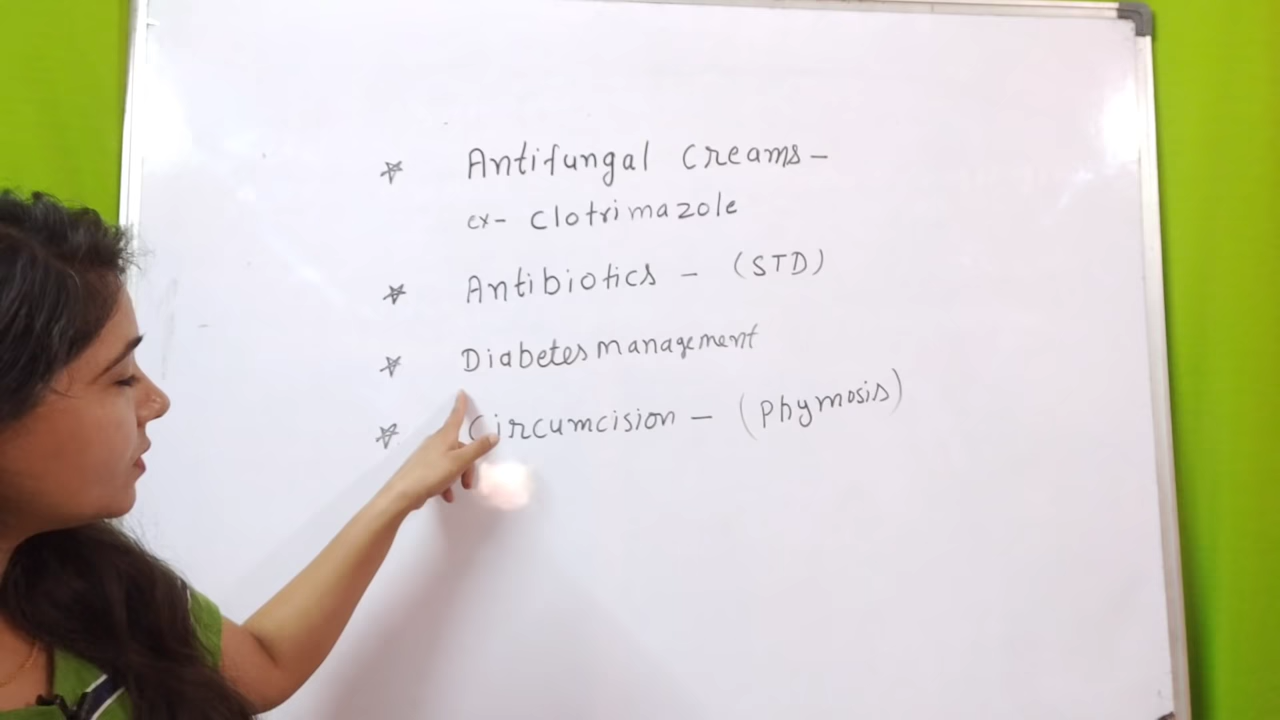 ☆ Antifungal Creams -
ex- Clotrimazole
☆ Antibiotics - (STD)
☆ Diabetes management
☆ Circumcision - (Phymosis)